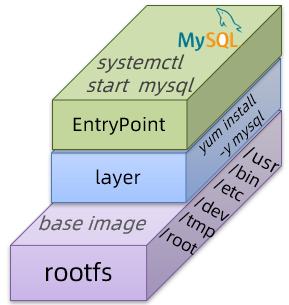 MySQL
systemctl
start mysql
EntryPoint
yum install
-y mysql
layer
base image
rootfs
/usr
/bin
/etc
/dev
/tmp
/root